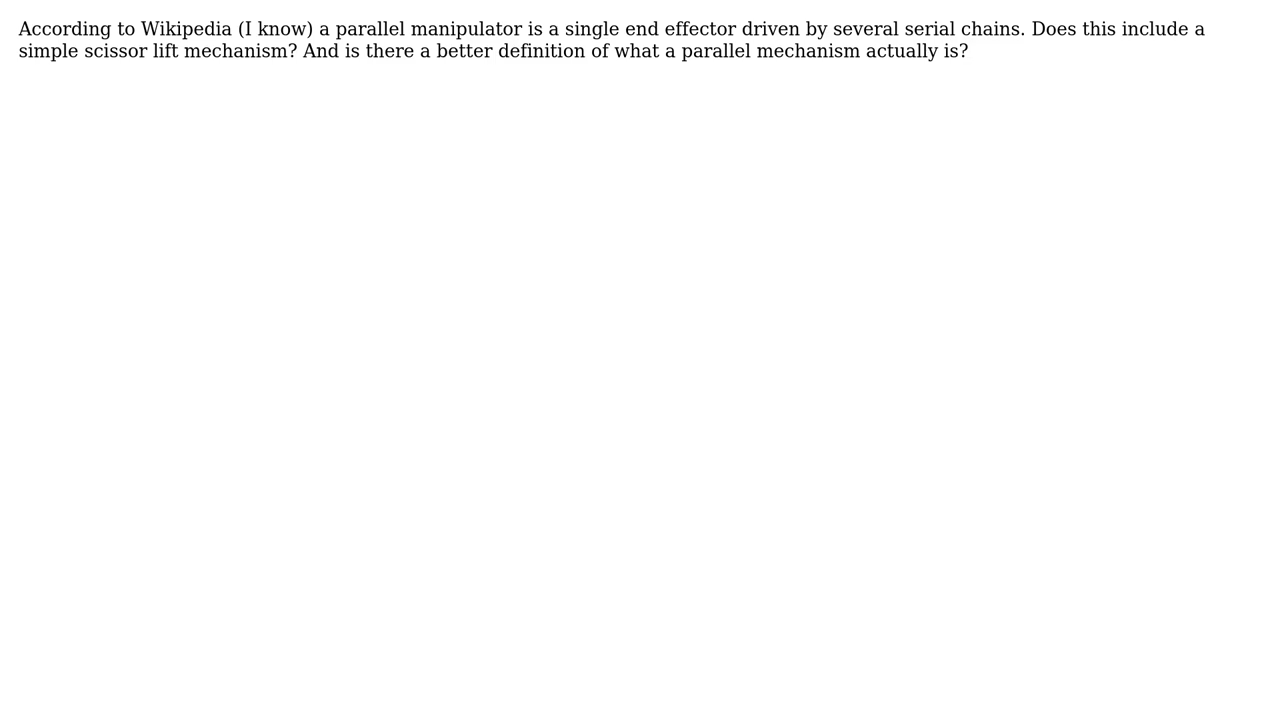 According to Wikipedia (I know) a parallel manipulator is a single end effector driven by several serial chains. Does this include a
simple scissor lift mechanism? And is there a better definition of what a parallel mechanism actually is?